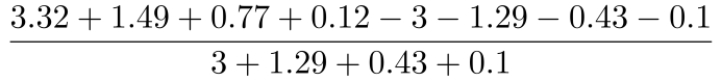 3.32 + 1.49 + 0.77 + 0.12 − 3 − 1.29 − 0.43 − 0.1
3 + 1.29 + 0.43 + 0.1